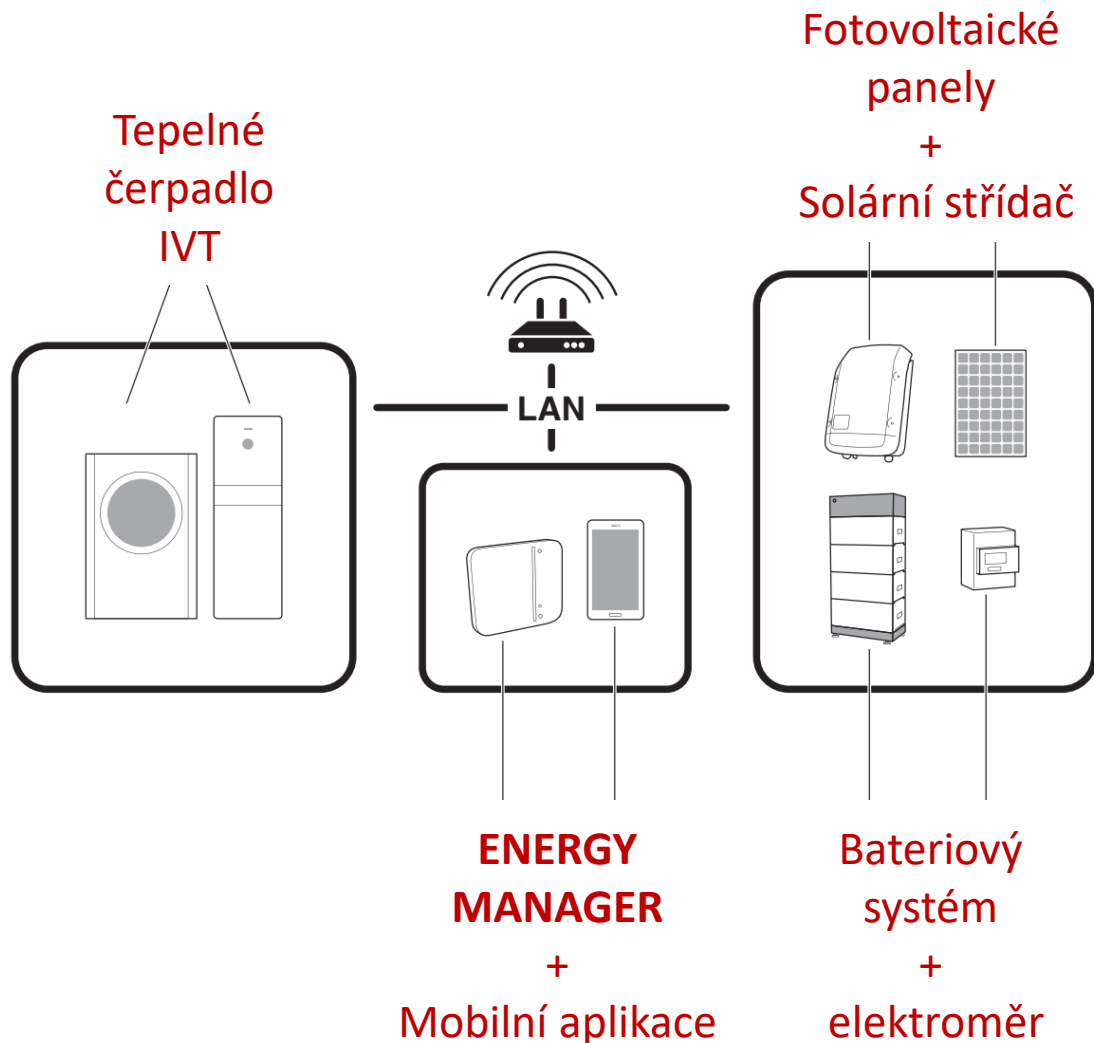 Fotovoltaické
panely
+
Solární střídač
Tepelné
čerpadlo
IVT
LAN
ENERGY
MANAGER
+
Mobilní aplikace
Bateriový
systém
+
elektroměr